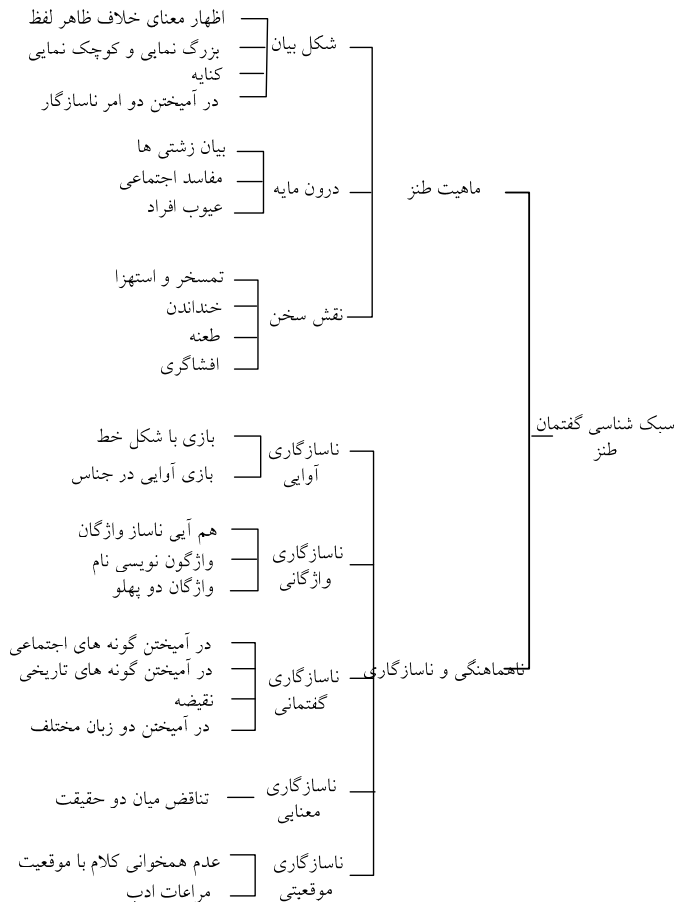 سبک شناسی گفتمان
طنز
ماهیت طنز
شکل بیان
اظهار معنای خلاف ظاهر لفظ
بزرگ نمایی و کوچک نمایی
کنایه
در آمیختن دو امر ناسازگار
درون مایه
بیان زشتی ها
مفاسد اجتماعی
عیوب افراد
نقش سخن
تمسخر و استهزا
خنداندن
طعنه
افشاگری
ناهماهنگی و ناسازگاری
ناسازگاری
آوایی
بازی با شکل خط
بازی آوایی در جناس
ناسازگاری
واژگانی
هم آیی ناساز واژگان
واژگون نویسی نام
واژگان دو پهلو
ناسازگاری
گفتمانی
در آمیختن گونه های اجتماعی
در آمیختن گونه های تاریخی
نقیضه
در آمیختن دو زبان مختلف
ناسازگاری
معنایی
تناقض میان دو حقیقت
ناسازگاری
موقعیتی
عدم همخوانی کلام با موقعیت
مراعات ادب